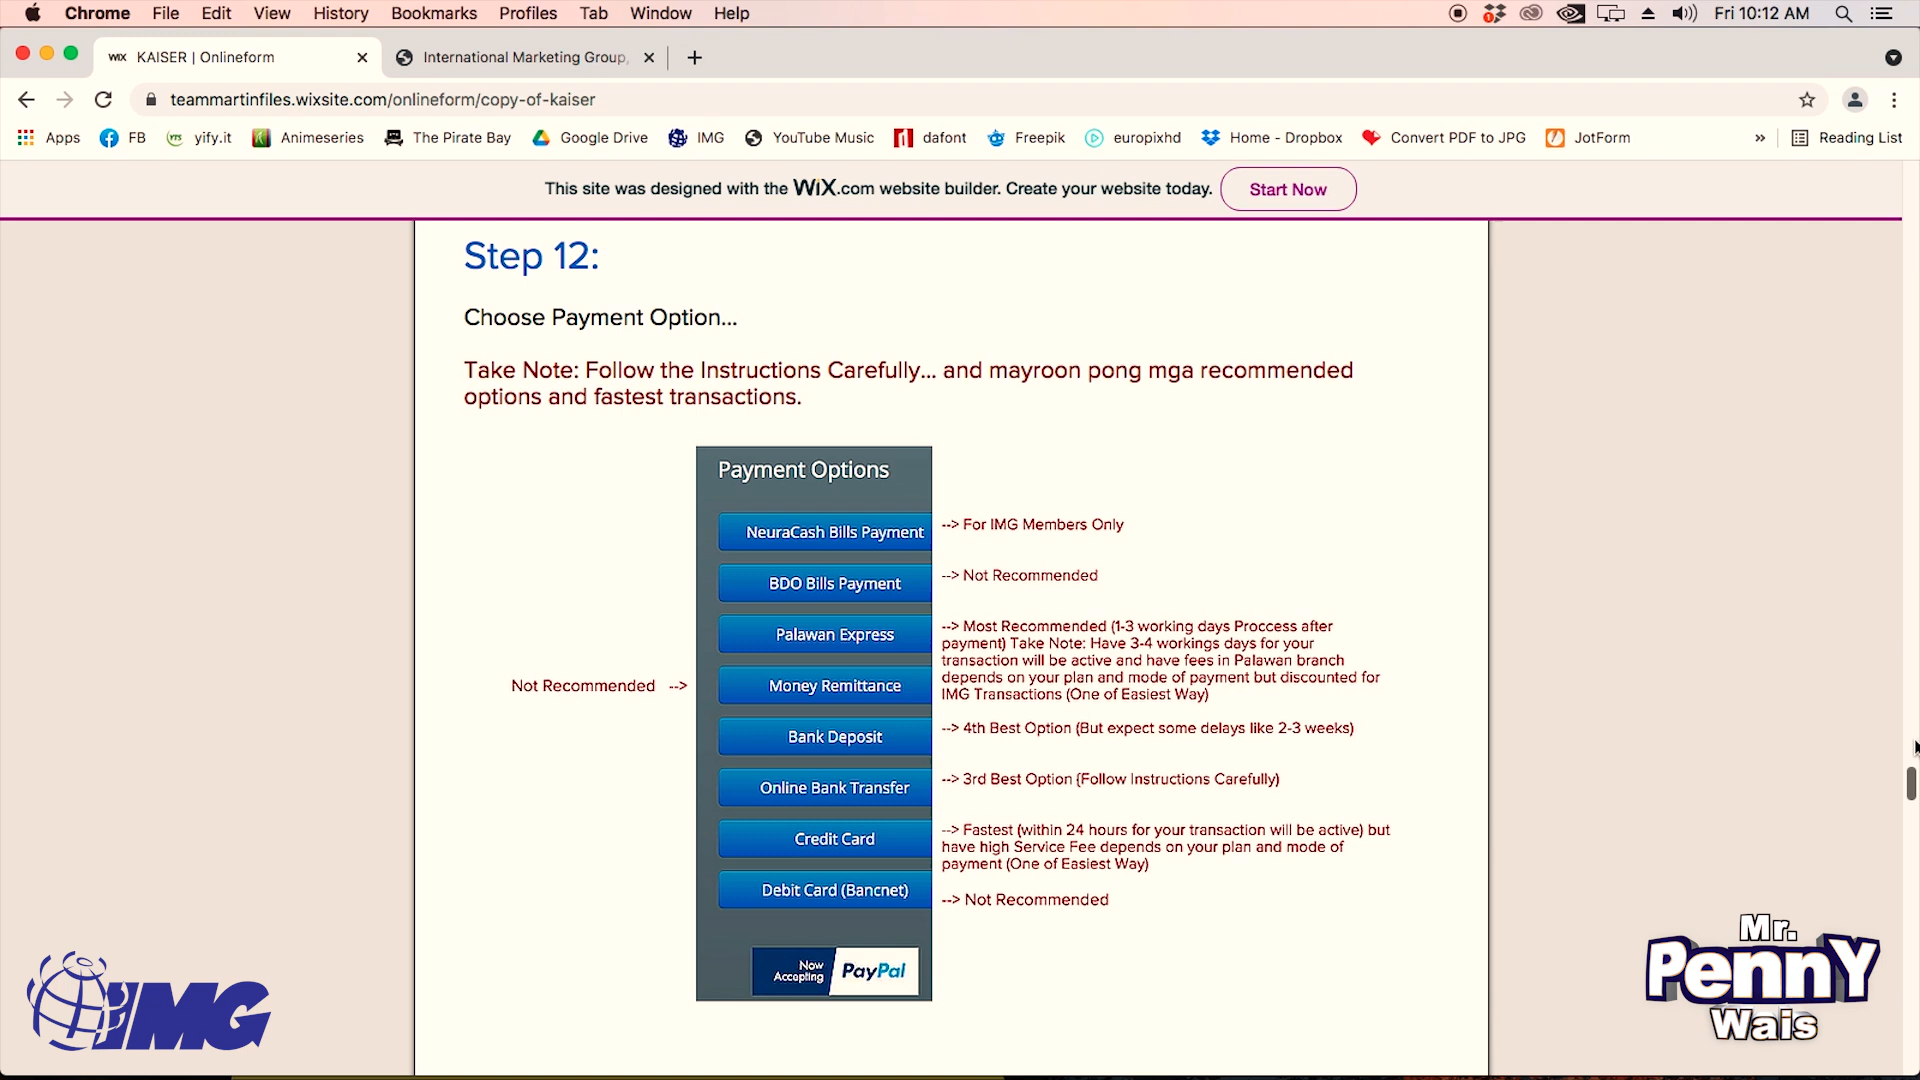 Chrome File Edit View History Bookmarks Profiles Tab Window Help
1
Fri 10:12 AM
WiX KAISER | Onlineform
International Marketing Group,
teammartinfiles.wixsite.com/onlineform/copy-of-kaiser
Apps FB YTS yify.it Animeseries The Pirate Bay Google Drive IMG YouTube Music dafont Freepik europixhd Home - Dropbox Convert PDF to JPG JotForm » Reading List
This site was designed with the WiX.com website builder. Create your website today. Start Now
Step 12:
Choose Payment Option...
Take Note: Follow the Instructions Carefully... and mayroon pong mga recommended
options and fastest transactions.
Payment Options
NeuraCash Bills Payment
--> For IMG Members Only
BDO Bills Payment
--> Not Recommended
Palawan Express
--> Most Recommended (1-3 working days Proccess after
payment) Take Note: Have 3-4 workings days for your
transaction will be active and have fees in Palawan branch
depends on your plan and mode of payment but discounted for
IMG Transactions (One of Easiest Way)
Not Recommended -->
Money Remittance
Bank Deposit
--> 4th Best Option (But expect some delays like 2-3 weeks)
Online Bank Transfer
--> 3rd Best Option {Follow Instructions Carefully)
Credit Card
--> Fastest (within 24 hours for your transaction will be active) but
have high Service Fee depends on your plan and mode of
payment (One of Easiest Way)
Debit Card (Bancnet)
--> Not Recommended
Now
Accepting
PayPal
IMG
Mr.
PennY
Wais